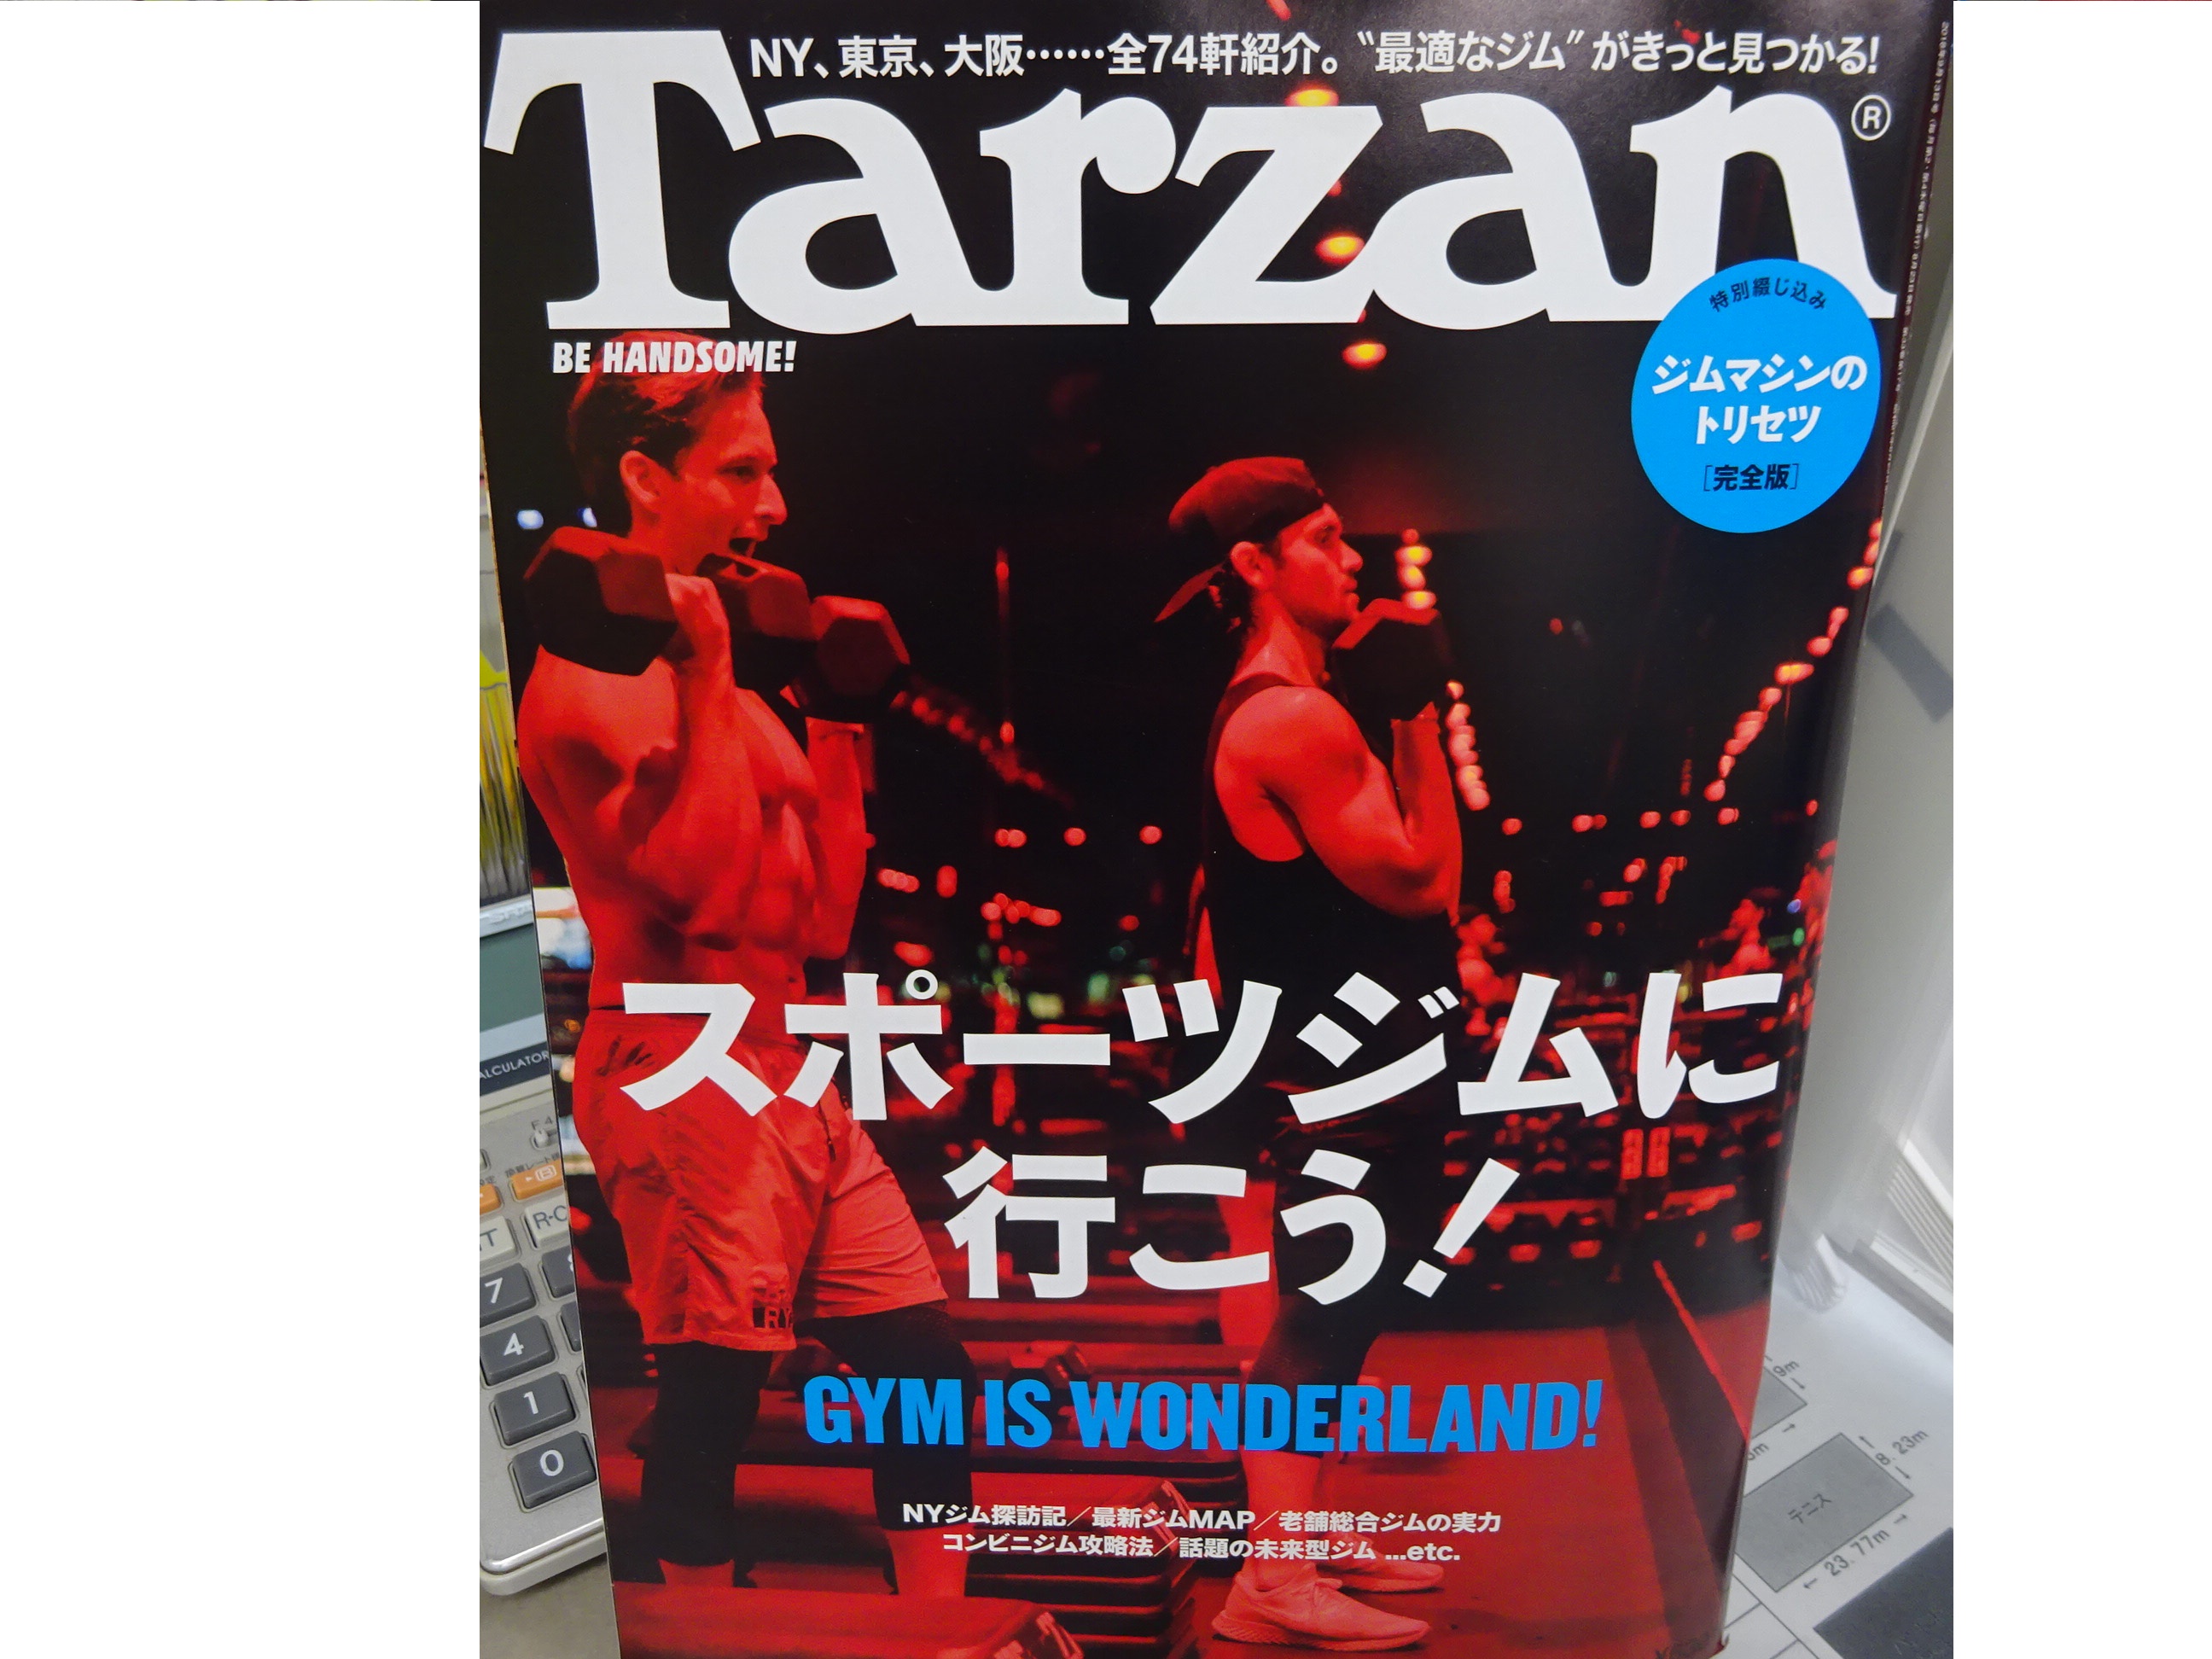 NY、東京、大阪……全74軒紹介。“最適なジム”がきっと見つかる!
Tarzan®
BE HANDSOME!
特別綴じ込み
ジムマシンの
トリセツ
[完全版]
スポーツジムに
行こう!
GYM IS WONDERLAND!
NYジム探訪記/最新ジムMAP/老舗総合ジムの実力
コンビニジム攻略法/話題の未来型ジム ...etc.
7
4
1
0
9m
8.23m
テニス
23.77m